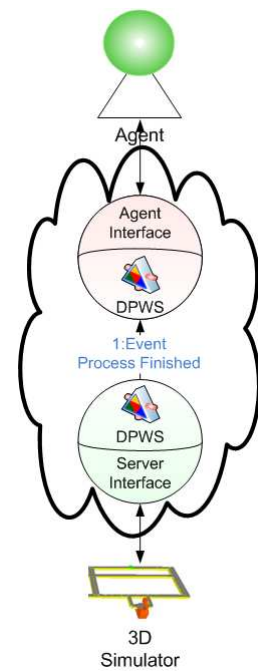 Agent
Agent
Interface
DPWS
1:Event
Process Finished
DPWS
Server
Interface
3D
Simulator